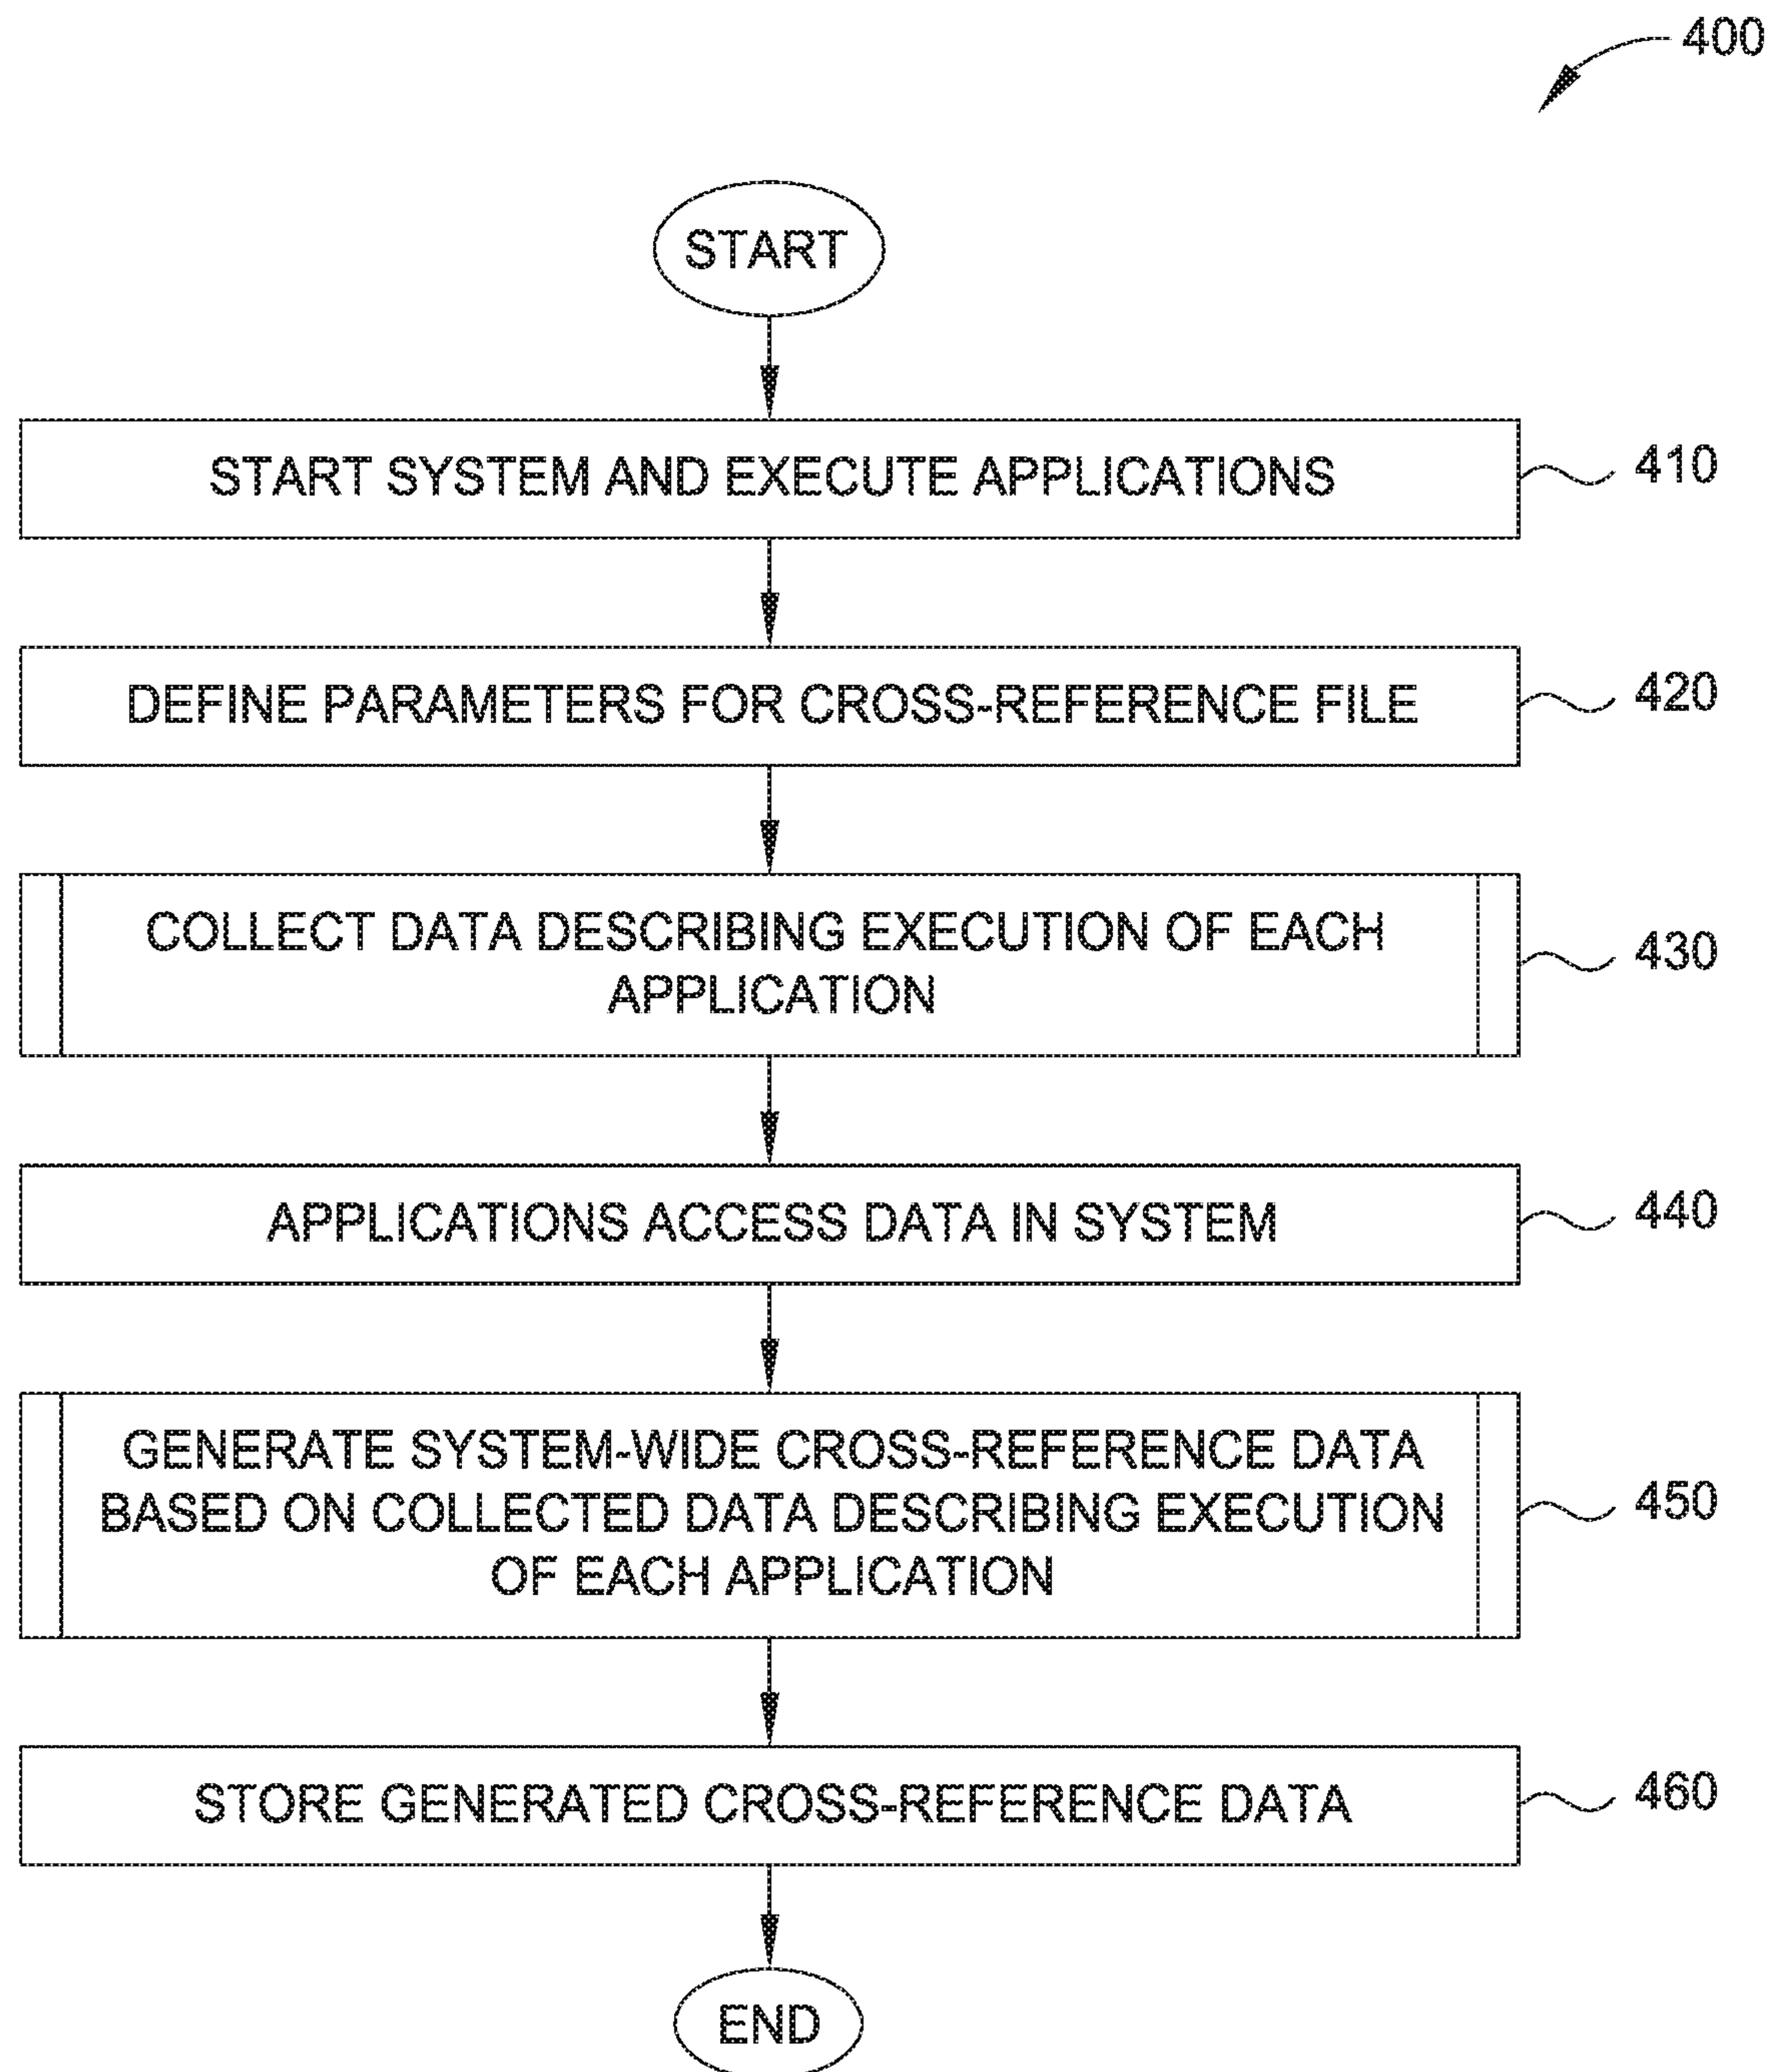 400
START
START SYSTEM AND EXECUTE APPLICATIONS
410
DEFINE PARAMETERS FOR CROSS-REFERENCE FILE
420
COLLECT DATA DESCRIBING EXECUTION OF EACH
APPLICATION
430
APPLICATIONS ACCESS DATA IN SYSTEM
440
GENERATE SYSTEM-WIDE CROSS-REFERENCE DATA
BASED ON COLLECTED DATA DESCRIBING EXECUTION
OF EACH APPLICATION
450
STORE GENERATED CROSS-REFERENCE DATA
460
END